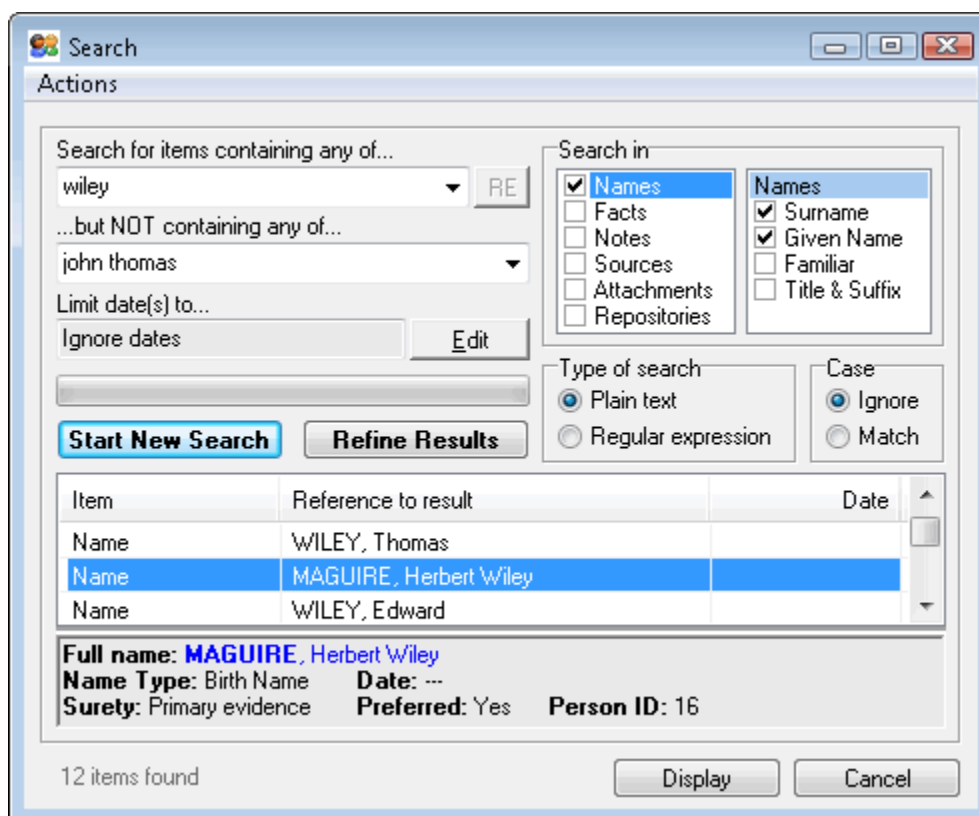 Search
Actions
Search for items containing any of...
wiley
RE
...but NOT containing any of...
john thomas
Limit date(s) to...
Ignore dates
Edit
Start New Search
Refine Results
Search in
Names
Facts
Notes
Sources
Attachments
Repositories
Names
Surname
Given Name
Familiar
Title & Suffix
Type of search
Plain text
Regular expression
Case
Ignore
Match
Item Reference to result Date
Name WILEY, Thomas
Name MAGUIRE, Herbert Wiley
Name WILEY, Edward
Full name: MAGUIRE, Herbert Wiley
Name Type: Birth Name Date: ---
Surety: Primary evidence Preferred: Yes Person ID: 16
12 items found
Display
Cancel